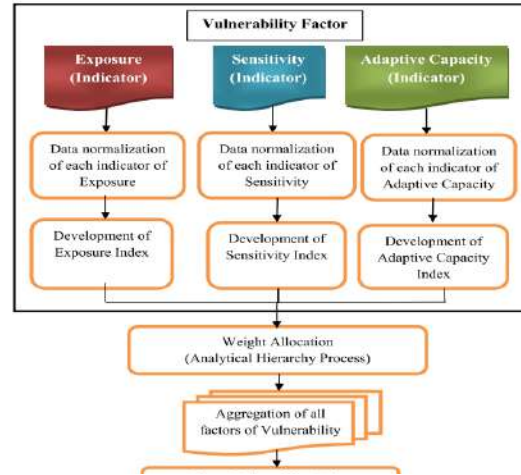 Vulnerability Factor
Exposure
(Indicator)
Sensitivity
(Indicator)
Adaptive Capacity
(Indicator)
Data normalization
of each indicator of
Exposure
Data normalization
of each indicator of
Sensitivity
Data normalization
of each indicator of
Adaptive Capacity
Development of
Exposure Index
Development of
Sensitivity Index
Development of
Adaptive Capacity
Index
Weight Allocation
(Analytical Hierarchy Process)
Aggregation of all
factors of Vulnerability